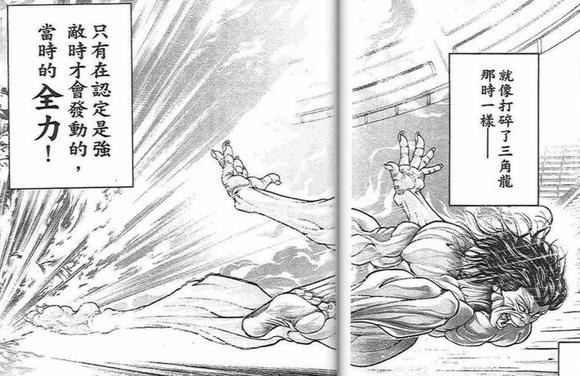 就像打碎了三角龍
那時一樣——
只有在認定是強
敵時才會發動的，
當時的全力！